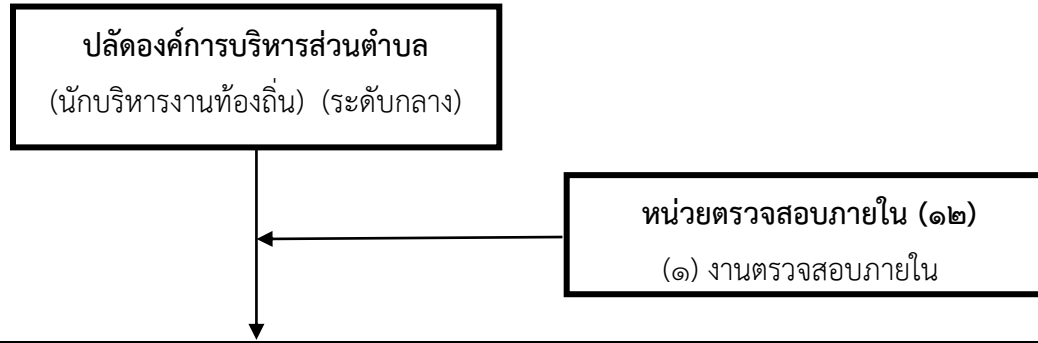 ปลัดองค์การบริหารส่วนตำบล
(นักบริหารงานท้องถิ่น) (ระดับกลาง)
หน่วยตรวจสอบภายใน (๑๒)
(๑) งานตรวจสอบภายใน